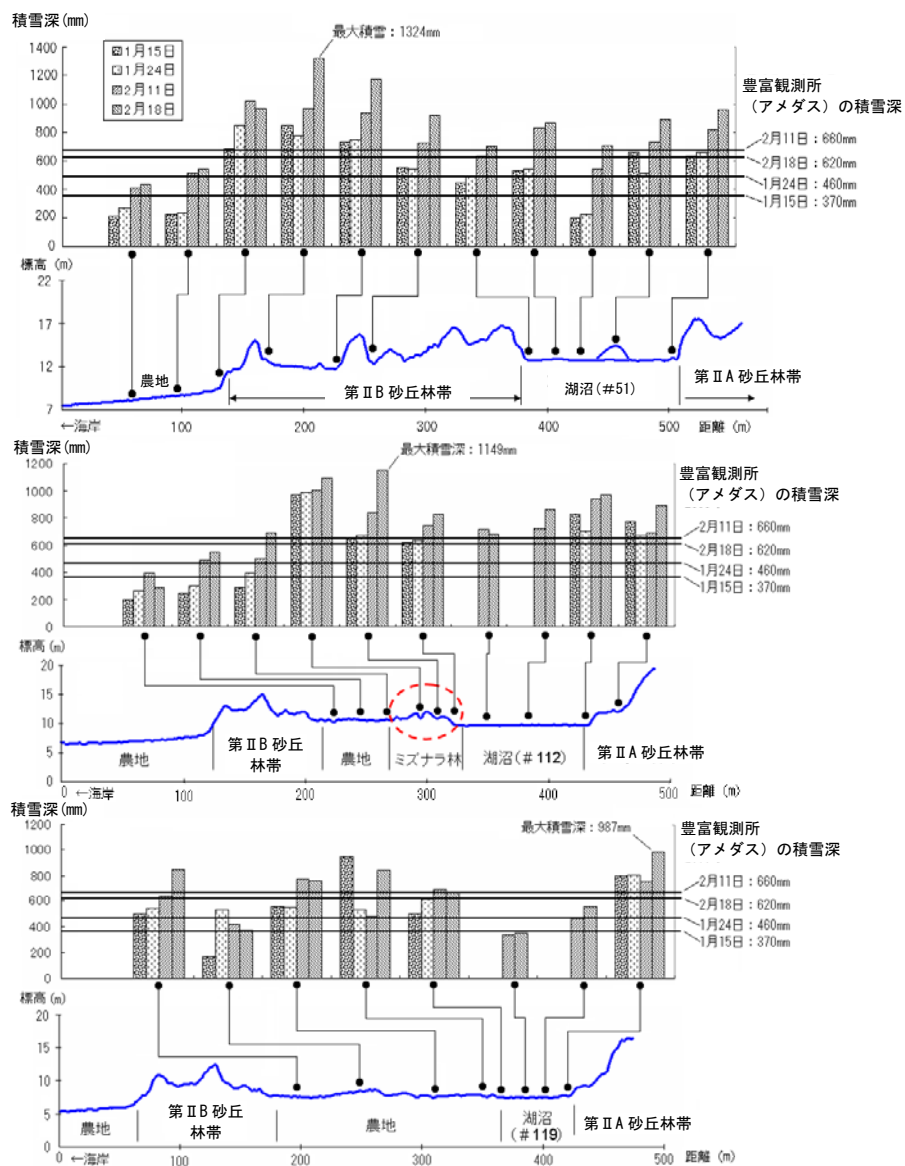 積雪深(mm)
最大積雪：1324mm
1400
1200
1000
800
600
400
200
0
1月15日
1月24日
2月11日
2月18日
豊富観測所
（アメダス）の積雪深
2月11日：660mm
2月18日：620mm
1月24日：460mm
1月15日：370mm
標高（m）
22
17
12
7
農地
第ⅡB砂丘林帯
湖沼(#51)
第ⅡA砂丘林帯
←海岸
100
200
300
400
500
距離（m）
積雪深(mm)
最大積雪深：1149mm
1200
1000
800
600
400
200
0
豊富観測所
（アメダス）の積雪深
2月11日：660mm
2月18日：620mm
1月24日：460mm
1月15日：370mm
標高(m)
20
15
10
5
0
農地
第ⅡB砂丘
林帯
農地
ミズナラ林
湖沼(#112)
第ⅡA砂丘林帯
0
←海岸
100
200
300
400
500
距離(m)
積雪深(mm)
最大積雪深：987mm
1200
1000
800
600
400
200
0
豊富観測所
（アメダス）の積雪深
2月11日：660mm
2月18日：620mm
1月24日：460mm
1月15日：370mm
標高(m)
20
15
10
5
0
農地
第ⅡB砂丘
林帯
農地
湖沼
(#119)
第ⅡA砂丘林帯
0
←海岸
100
200
300
400
500
距離(m)